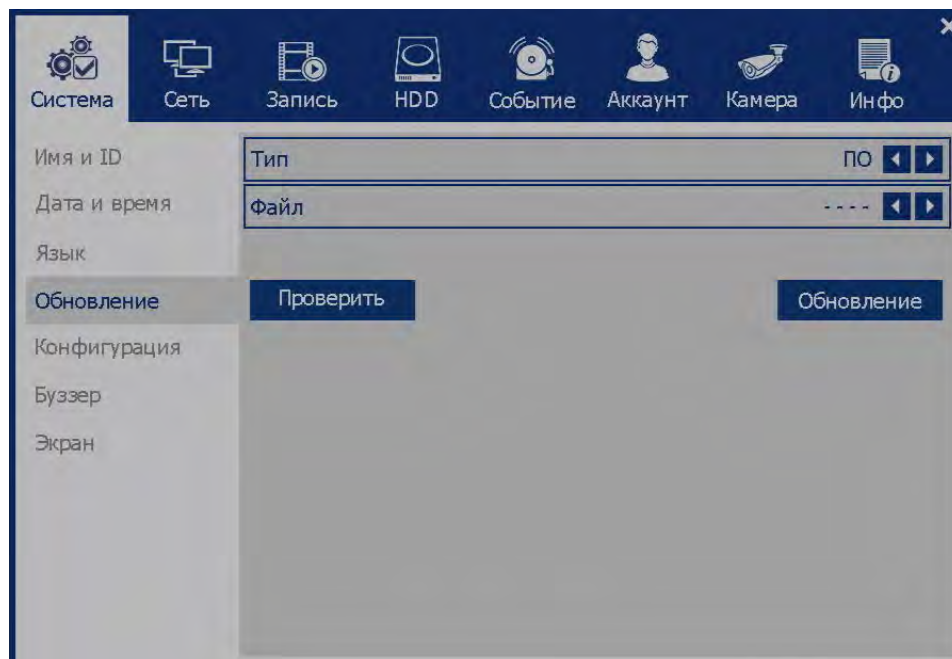 Система Сеть Запись HDD Событие Аккаунт Камера Инфо
Имя и ID
Дата и время
Язык
Обновление
Конфигурация
Буззер
Экран
Тип ПО
Файл ----
Проверить Обновление